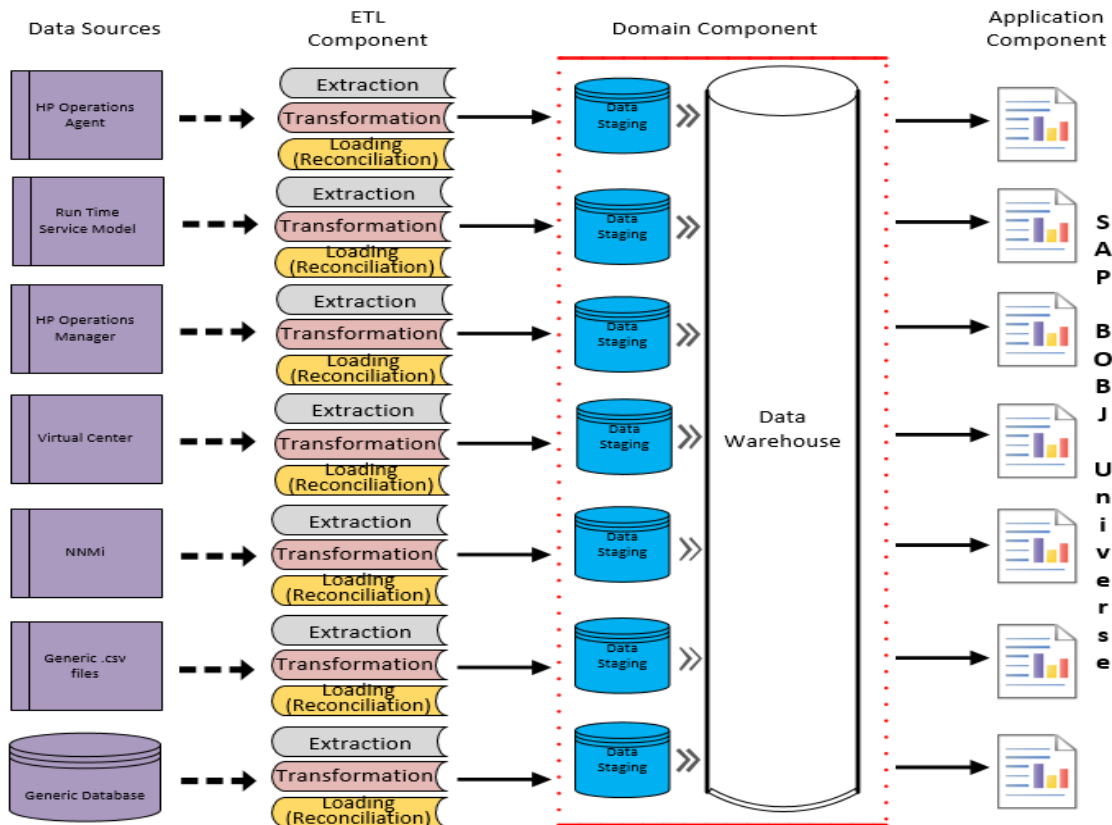 Data Sources
ETL
Component
Domain Component
Application
Component
HP Operations
Agent
Extraction
Transformation
Loading
(Reconciliation)
Data
Staging
Run Time
Service Model
Extraction
Transformation
Loading
(Reconciliation)
Data
Staging
HP Operations
Manager
Extraction
Transformation
Loading
(Reconciliation)
Data
Staging
Virtual Center
Extraction
Transformation
Loading
(Reconciliation)
Data
Staging
NNMi
Extraction
Transformation
Loading
(Reconciliation)
Data
Staging
Generic .csv
files
Extraction
Transformation
Loading
(Reconciliation)
Data
Staging
Generic Database
Extraction
Transformation
Loading
(Reconciliation)
Data
Staging
Data
Warehouse
SAP BOBJ Universe